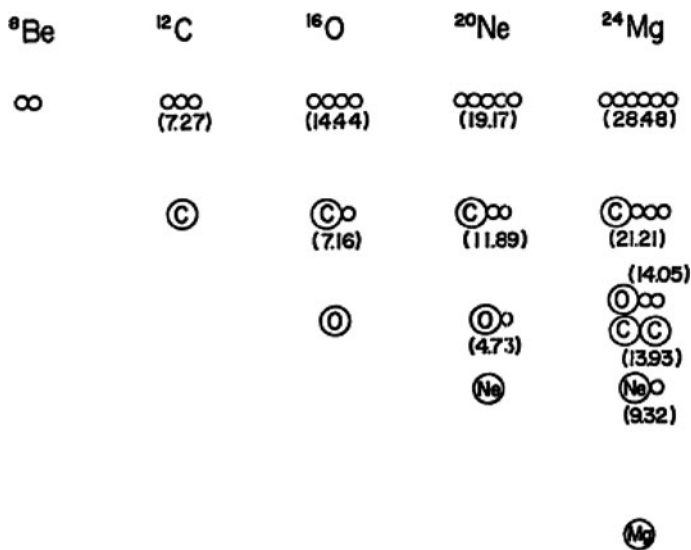 ⁸Be ¹²C ¹⁶O ²⁰Ne ²⁴Mg
(7.27) (14.44) (19.17) (28.48)
C C C C
(7.16) (11.89) (21.21)
(14.05)
O O O
C C
(4.73) (13.93)
Ne Ne
(9.32)
Mg